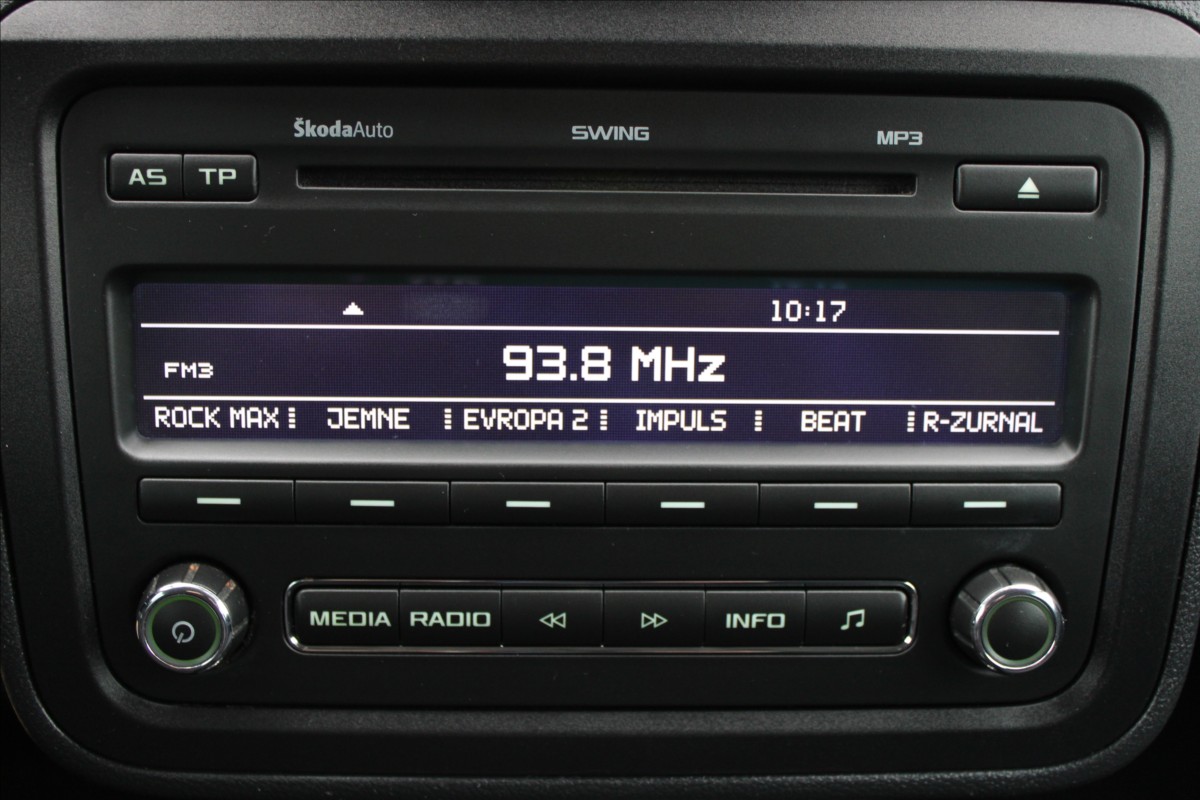 ŠkodaAuto SWING MP3
AS TP
10:17
FM3 93.8 MHz
ROCK MAX JEMNE EVROPA 2 IMPULS BEAT R-ZURNAL
MEDIA RADIO INFO